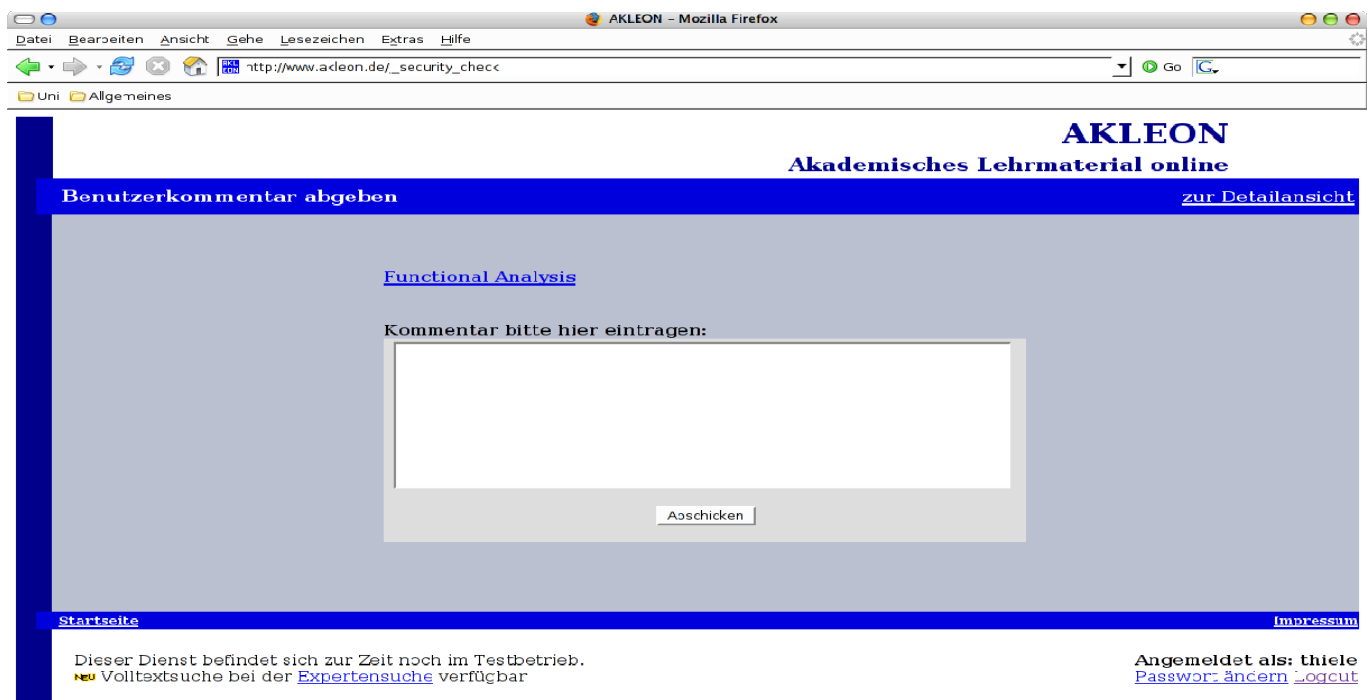 AKLEON - Mozilla Firefox
Datei Bearbeiten Ansicht Gehe Lesezeichen Extras Hilfe
http://www.akleon.de/_security_check Go
Uni Allgemeines
AKLEON
Akademisches Lehrmaterial online
Benutzerkommentar abgeben zur Detailansicht
Functional Analysis
Kommentar bitte hier eintragen:
Abschicken
Startseite Impressum
Dieser Dienst befindet sich zur Zeit noch im Testbetrieb. Angemeldet als: thiele
NEU Volltextsuche bei der Expertensuche verfügbar Passwort ändern Logout